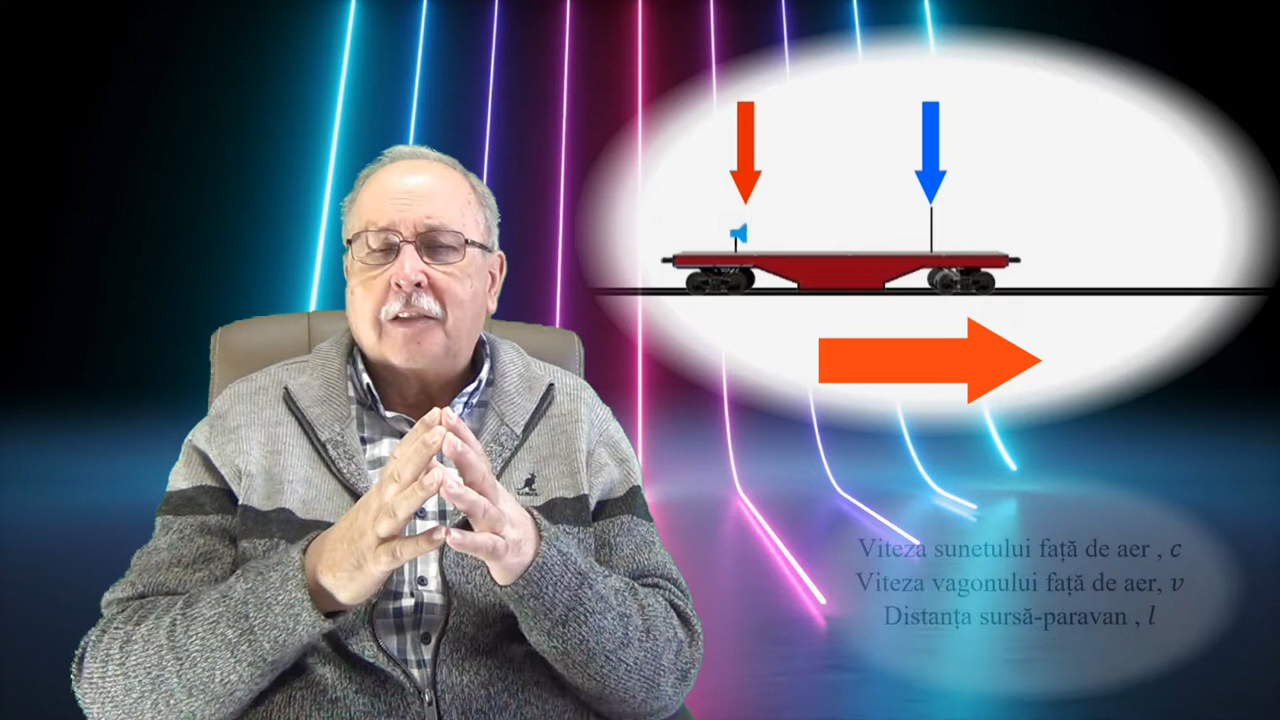 Viteza sunetului față de aer , c
Viteza vagonului față de aer, v
Distanța sursă-paravan , l